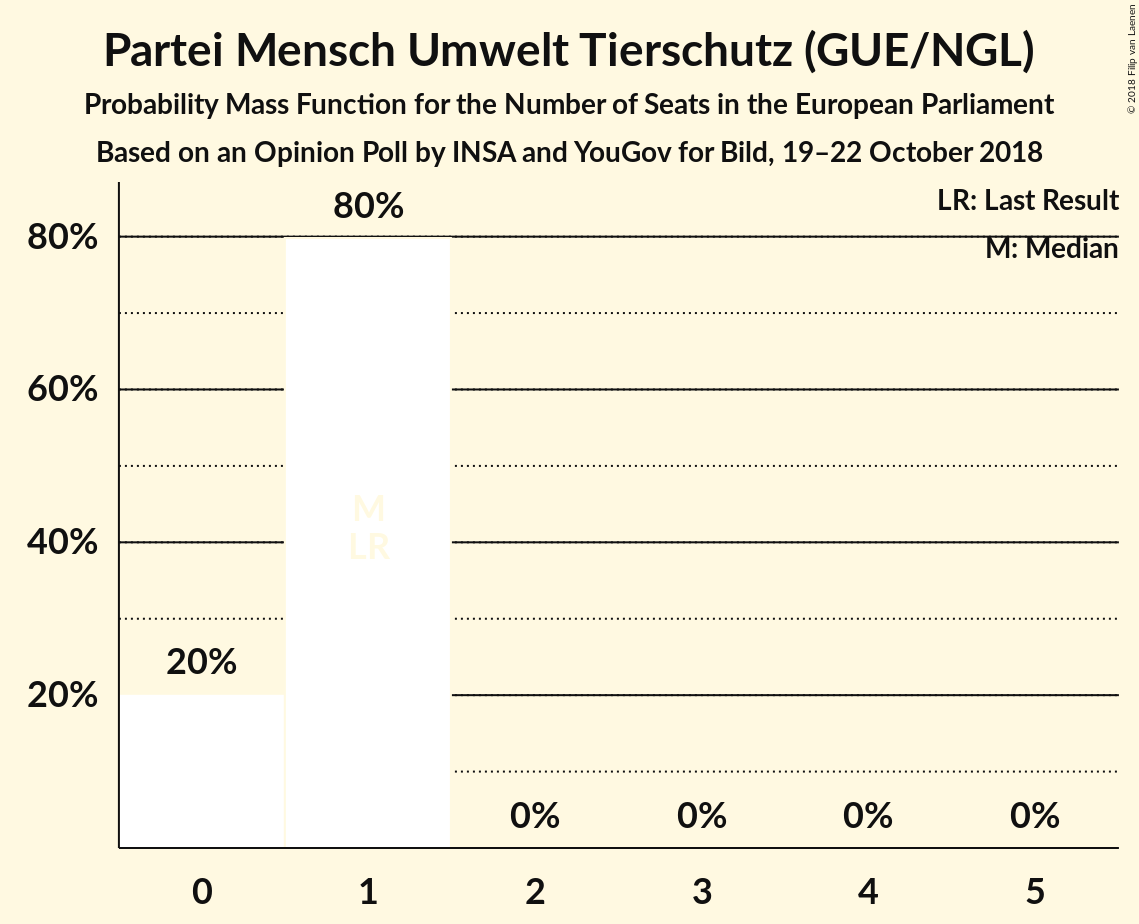 Partei Mensch Umwelt Tierschutz (GUE/NGL)
Probability Mass Function for the Number of Seats in the European Parliament
Based on an Opinion Poll by INSA and YouGov for Bild, 19–22 October 2018
© 2018 Filip van Laenen
LR: Last Result
M: Median
80%
60%
40%
20%
20%
80%
M
LR
0%
0%
0%
0%
0
1
2
3
4
5